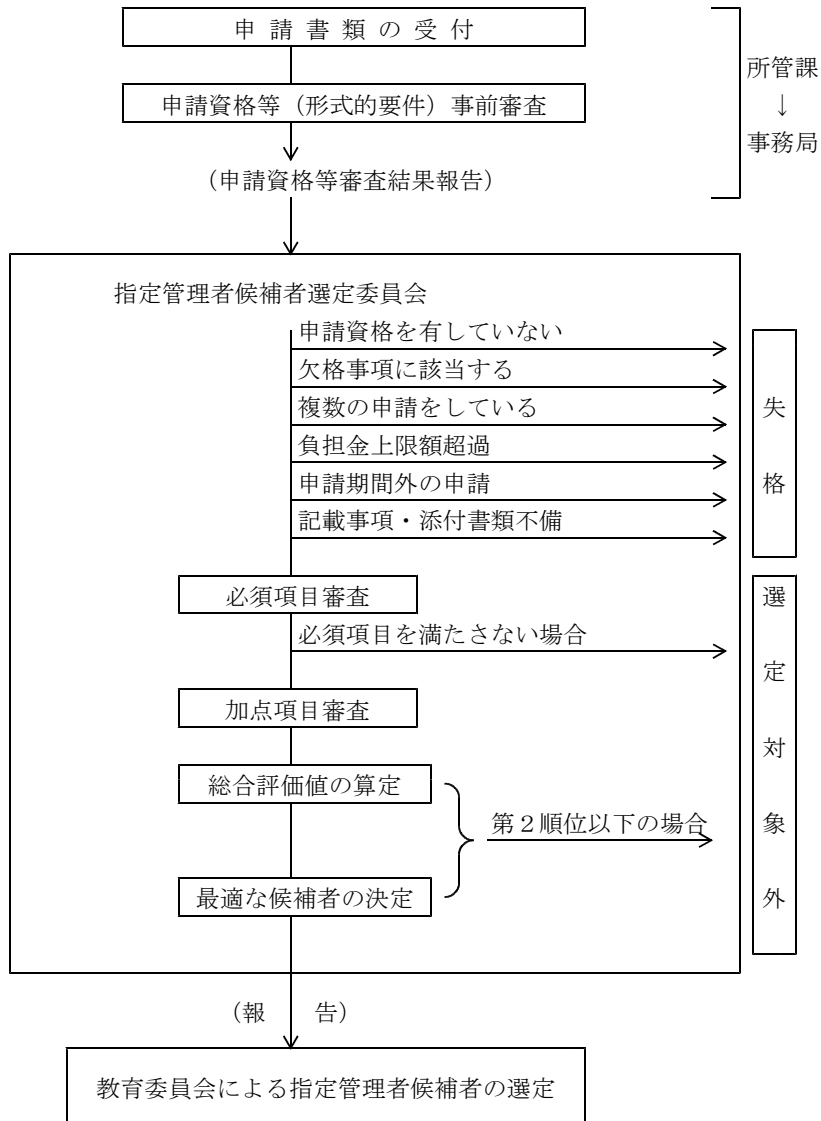 申請書類の受付
申請資格等（形式的要件）事前審査
（申請資格等審査結果報告）
所管課
↓
事務局
指定管理者候補者選定委員会
申請資格を有していない
欠格事項に該当する
複数の申請をしている
負担金上限額超過
申請期間外の申請
記載事項・添付書類不備
失格
必須項目審査
必須項目を満たさない場合
加点項目審査
総合評価値の算定
第２順位以下の場合
最適な候補者の決定
選定対象外
（報　　告）
教育委員会による指定管理者候補者の選定